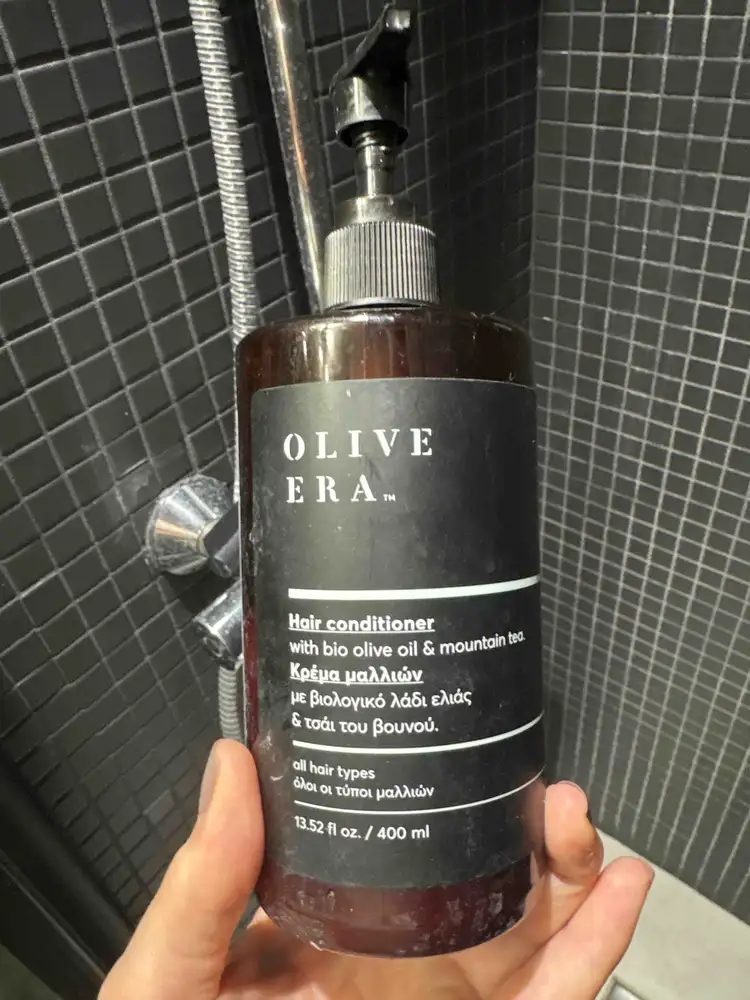 OLIVE
ERA™
Hair conditioner
with bio olive oil & mountain tea.
Κρέμα μαλλιών
με βιολογικό λάδι ελιάς
& τσάι του βουνού.
all hair types
όλοι οι τύποι μαλλιών
13.52 fl oz. / 400 ml